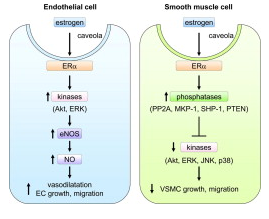 Endothelial cell
estrogen
caveola
ERα
kinases
(Akt, ERK)
eNOS
NO
vasodilatation
EC growth, migration
Smooth muscle cell
estrogen
caveola
ERα
phosphatases
(PP2A, MKP-1, SHP-1, PTEN)
kinases
(Akt, ERK, JNK, p38)
VSMC growth, migration